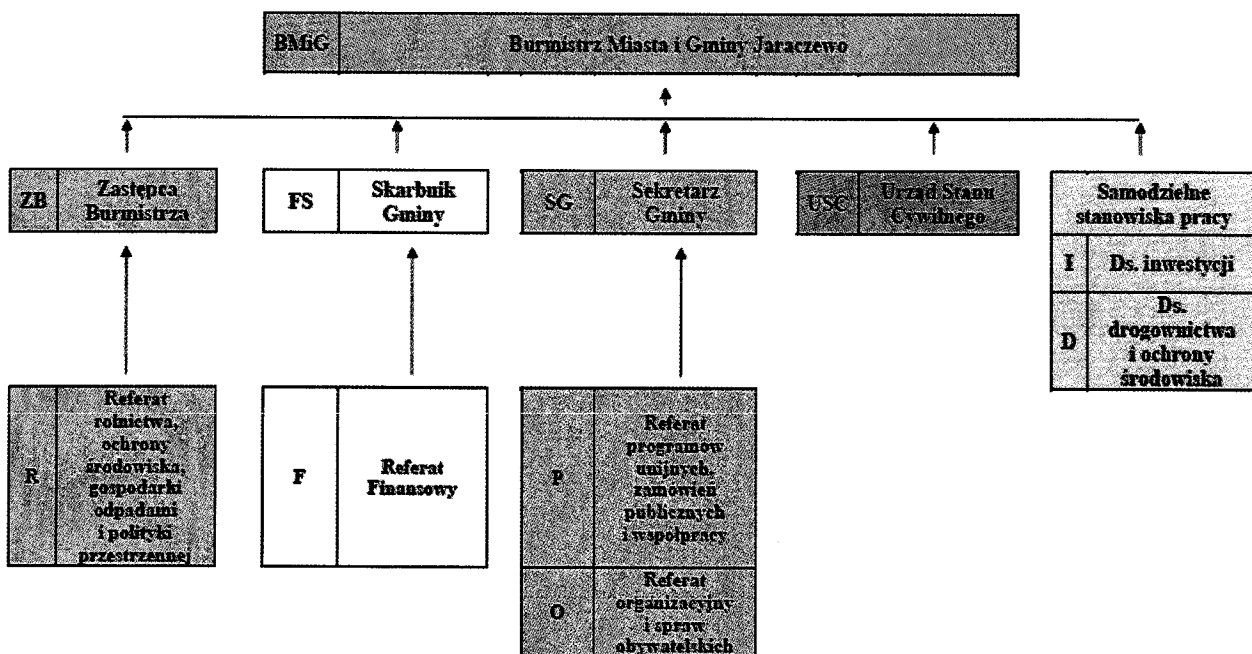 BMiG Burmistrz Miasta i Gminy Jaraczewo
ZB
Zastępca
Burmistrza
FS
Skarbnik
Gminy
SG
Sekretarz
Gminy
USC
Urząd Stanu
Cywilnego
Samodzielne
stanowiska pracy
I
Ds. inwestycji
D
Ds.
drogownictwa
i ochrony
środowiska
R
Referat
rolnictwa,
ochrony
środowiska,
gospodarki
odpadami
i polityki
przestrzennej
F
Referat
Finansowy
P
Referat
programów
unijnych,
zamówień
publicznych
i współpracy
O
Referat
organizacyjny
i spraw
obywatelskich